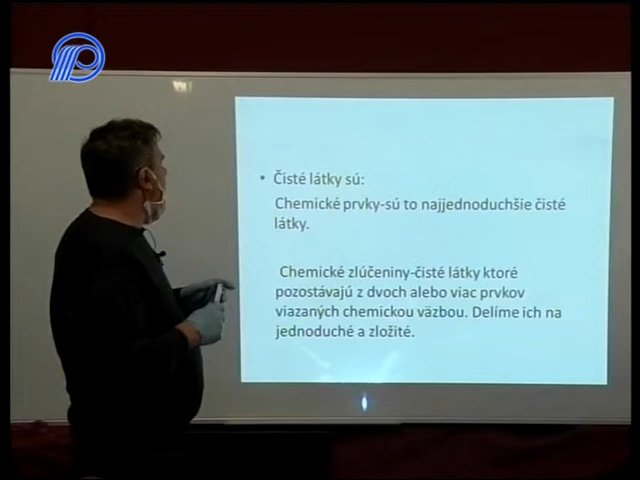 • Čisté látky sú:
Chemické prvky-sú to najjednoduchšie čisté
látky.
Chemické zlúčeniny-čisté látky ktoré
pozostávajú z dvoch alebo viac prvkov
viazaných chemickou väzbou. Delíme ich na
jednoduché a zložité.